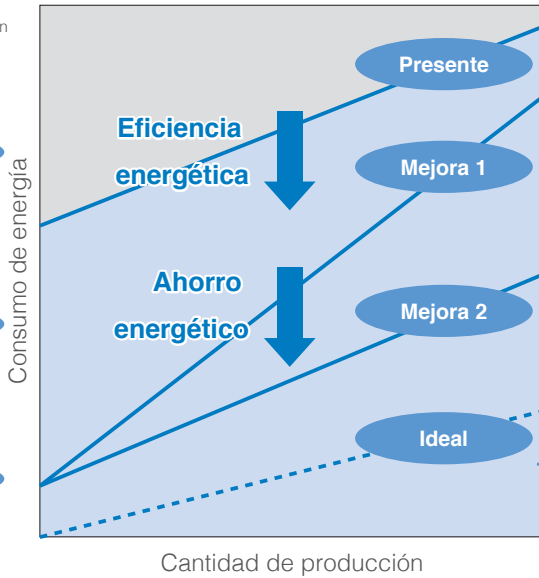 Presente
Eficiencia
energética
Mejora 1
Ahorro
energético
Mejora 2
Ideal
Consumo de energía
Cantidad de producción